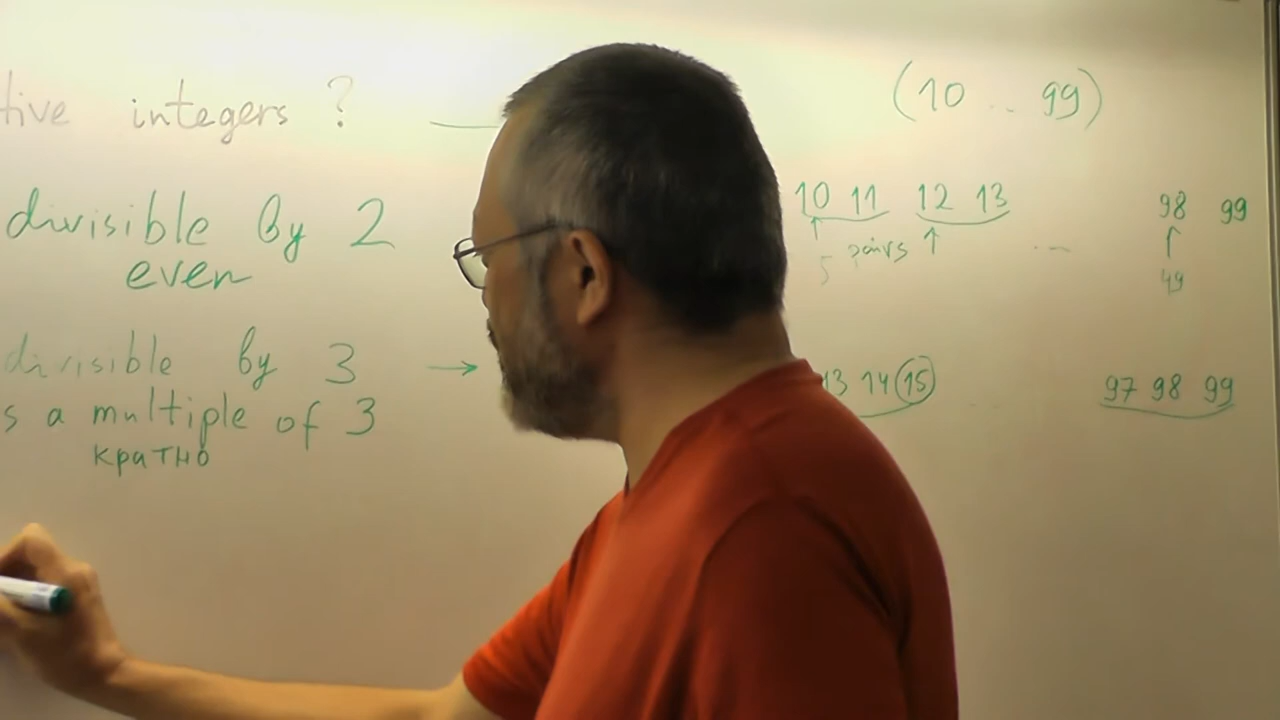 tive integers ? (10 .. 99)
divisible by 2 10 11 12 13 98 99
even 5 pairs ... 49
divisible by 3 → 13 14 15 ... 97 98 99
s a multiple of 3
кратно